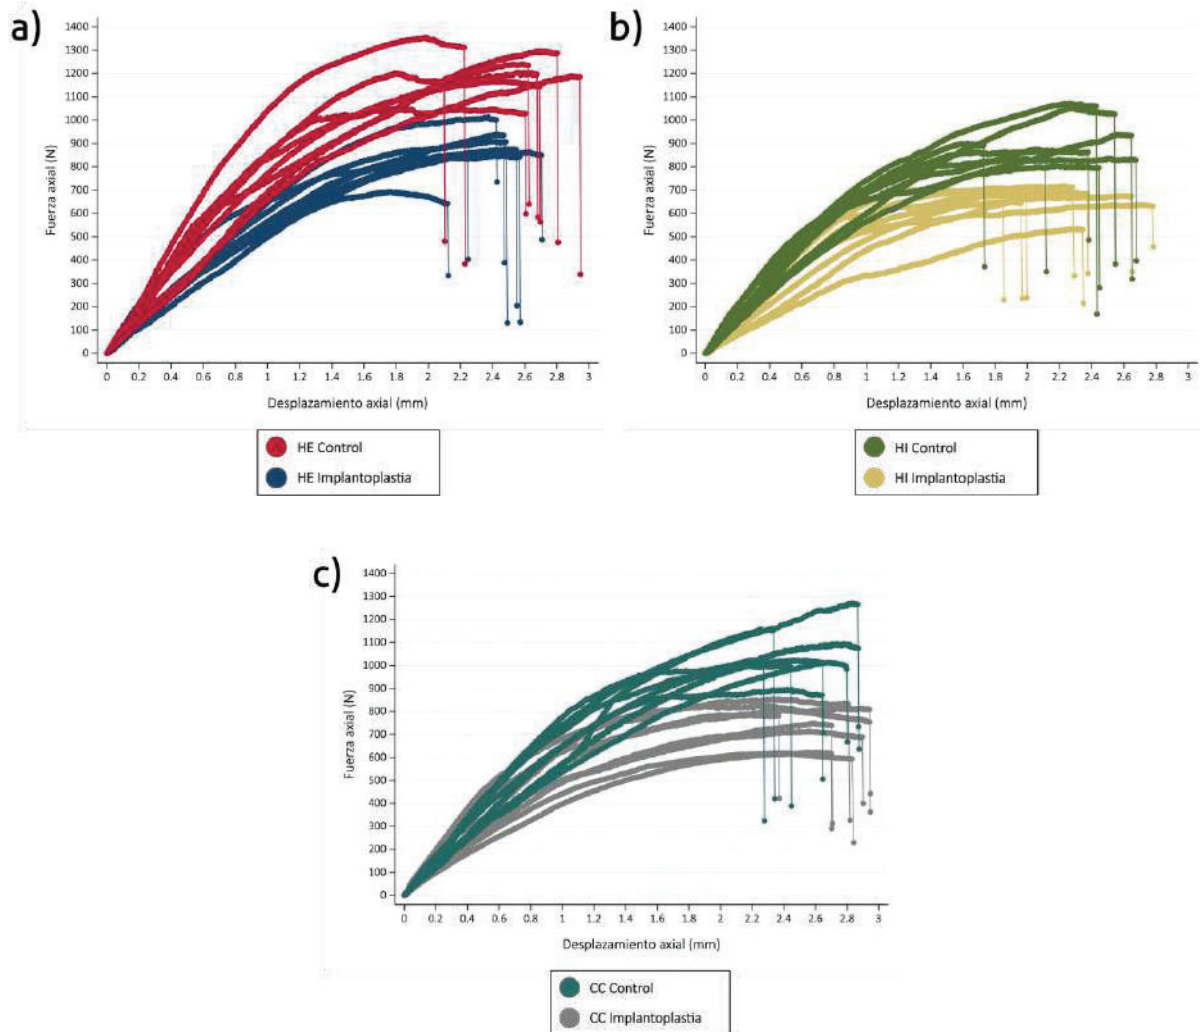 a)
1400
1300
1200
1100
1000
900
800
700
600
500
400
300
200
100
0
Fuerza axial (N)
0 0.2 0.4 0.6 0.8 1 1.2 1.4 1.6 1.8 2 2.2 2.4 2.6 2.8 3
Desplazamiento axial (mm)
HE Control
HE Implantoplastia
b)
1400
1300
1200
1100
1000
900
800
700
600
500
400
300
200
100
0
Fuerza axial (N)
0 0.2 0.4 0.6 0.8 1 1.2 1.4 1.6 1.8 2 2.2 2.4 2.6 2.8 3
Desplazamiento axial (mm)
HI Control
HI Implantoplastia
c)
1400
1300
1200
1100
1000
900
800
700
600
500
400
300
200
100
0
Fuerza axial (N)
0 0.2 0.4 0.6 0.8 1 1.2 1.4 1.6 1.8 2 2.2 2.4 2.6 2.8 3
Desplazamiento axial (mm)
CC Control
CC Implantoplastia